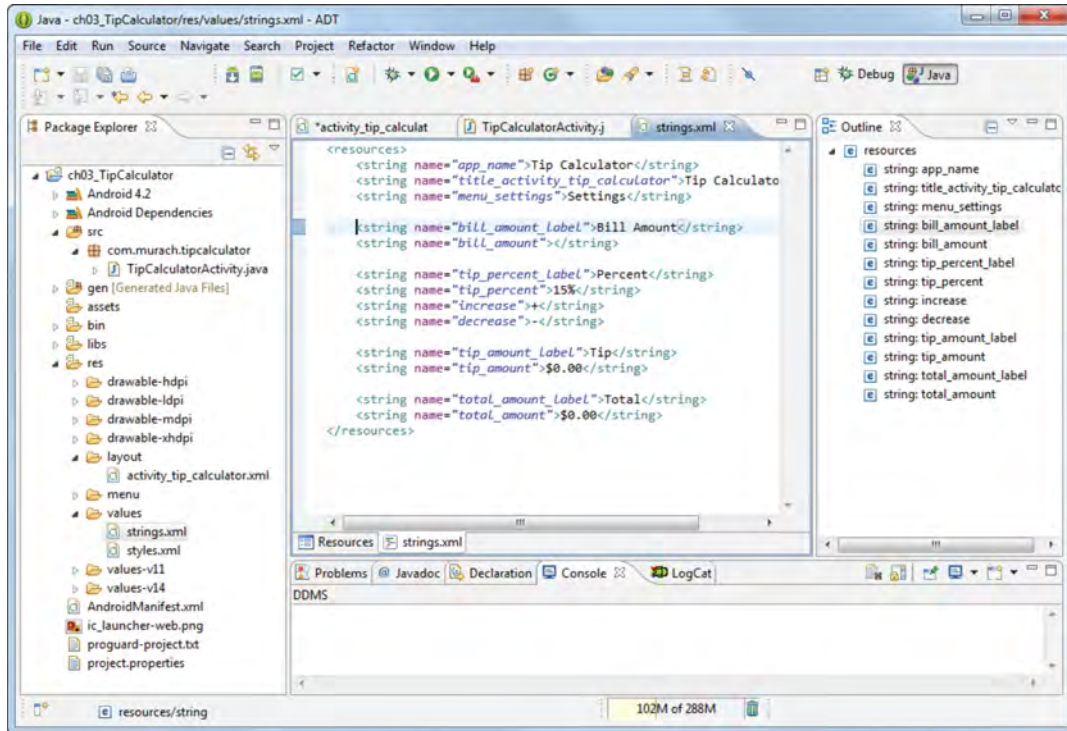 Java - ch03_TipCalculator/res/values/strings.xml - ADT
File Edit Run Source Navigate Search Project Refactor Window Help
Debug Java
Package Explorer
ch03_TipCalculator
Android 4.2
Android Dependencies
src
com.murach.tipcalculator
TipCalculatorActivity.java
gen [Generated Java Files]
assets
bin
libs
res
drawable-hdpi
drawable-ldpi
drawable-mdpi
drawable-xhdpi
layout
activity_tip_calculator.xml
menu
values
strings.xml
styles.xml
values-v11
values-v14
AndroidManifest.xml
ic_launcher-web.png
proguard-project.txt
project.properties
*activity_tip_calculat TipCalculatorActivity.j strings.xml
<resources>
<string name="app_name">Tip Calculator</string>
<string name="title_activity_tip_calculator">Tip Calculato
<string name="menu_settings">Settings</string>
<string name="bill_amount_label">Bill Amount</string>
<string name="bill_amount"></string>
<string name="tip_percent_label">Percent</string>
<string name="tip_percent">15%</string>
<string name="increase">+</string>
<string name="decrease">-</string>
<string name="tip_amount_label">Tip</string>
<string name="tip_amount">$0.00</string>
<string name="total_amount_label">Total</string>
<string name="total_amount">$0.00</string>
</resources>
Resources strings.xml
Outline
resources
string: app_name
string: title_activity_tip_calculatc
string: menu_settings
string: bill_amount_label
string: bill_amount
string: tip_percent_label
string: tip_percent
string: increase
string: decrease
string: tip_amount_label
string: tip_amount
string: total_amount_label
string: total_amount
Problems Javadoc Declaration Console LogCat
DDMS
resources/string
102M of 288M